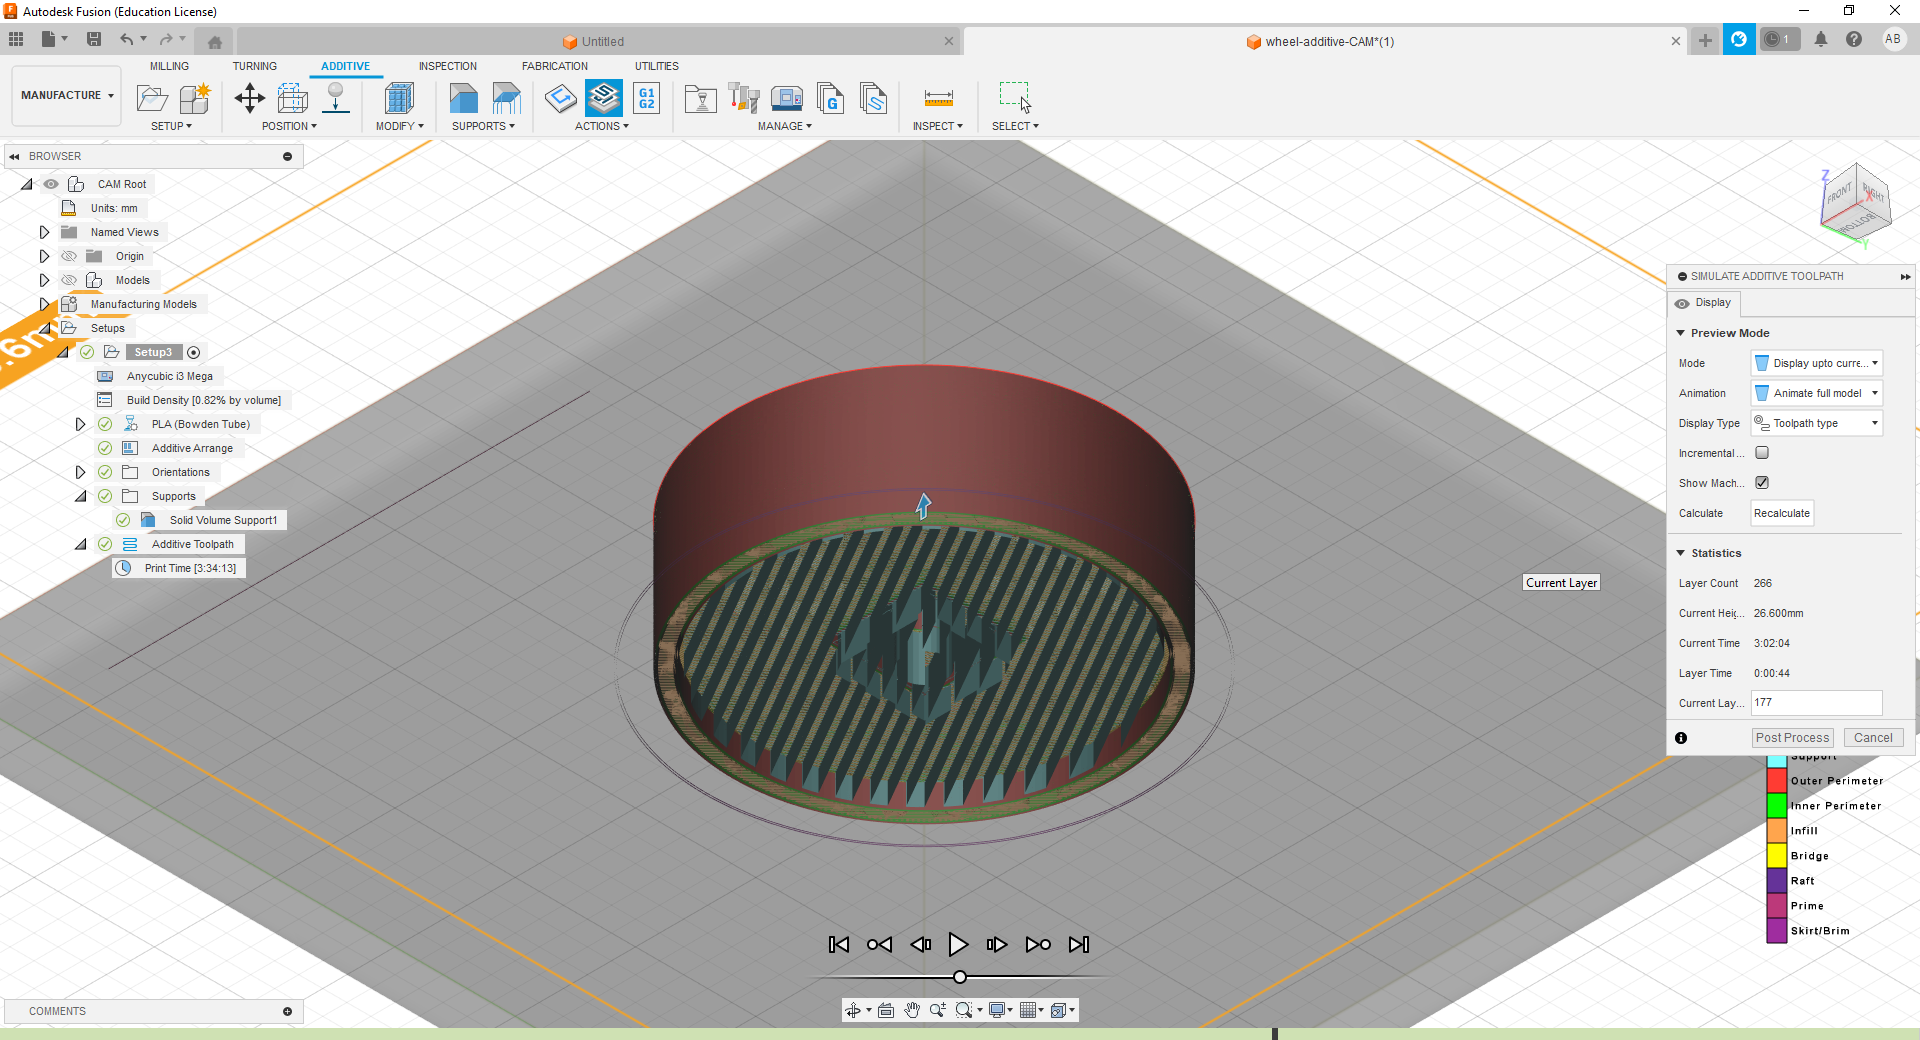 Autodesk Fusion (Education License)
Untitled
wheel-additive-CAM*(1)
1
AB
MANUFACTURE
MILLING
TURNING
ADDITIVE
INSPECTION
FABRICATION
UTILITIES
G1
G2
G
SETUP
POSITION
MODIFY
SUPPORTS
ACTIONS
MANAGE
INSPECT
SELECT
BROWSER
CAM Root
Units: mm
Named Views
Origin
Models
Manufacturing Models
Setups
Setup3
Anycubic i3 Mega
Build Density [0.82% by volume]
PLA (Bowden Tube)
Additive Arrange
Orientations
Supports
Solid Volume Support1
Additive Toolpath
Print Time [3:34:13]
Z
FRONT
RIGHT
X
BOTTOM
Y
SIMULATE ADDITIVE TOOLPATH
Display
Preview Mode
Mode
Display upto curre...
Animation
Animate full model
Display Type
Toolpath type
Incremental ...
Show Mach...
Calculate
Recalculate
Statistics
Layer Count
266
Current Heig...
26.600mm
Current Time
3:02:04
Layer Time
0:00:44
Current Lay...
177
Post Process
Cancel
Current Layer
Support
Outer Perimeter
Inner Perimeter
Infill
Bridge
Raft
Prime
Skirt/Brim
COMMENTS